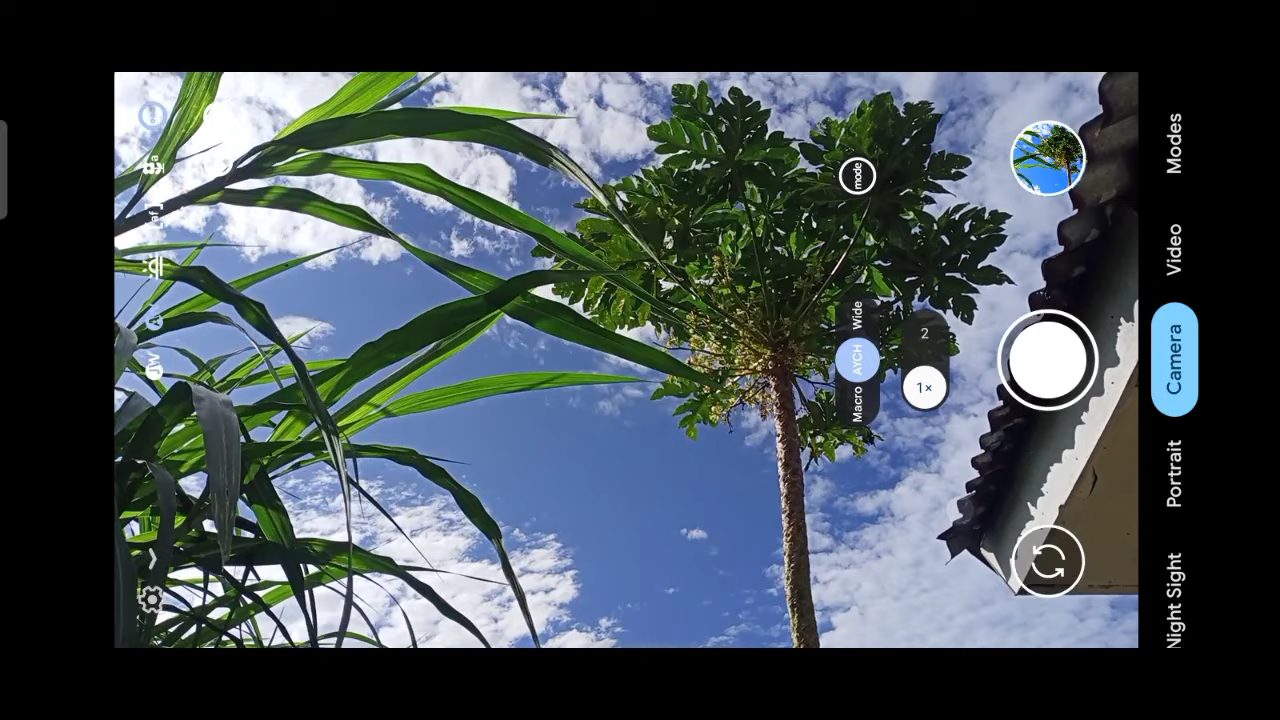 Modes
Video
Camera
Portrait
Night Sight
mode
Wide
AYCH
Macro
2
1×